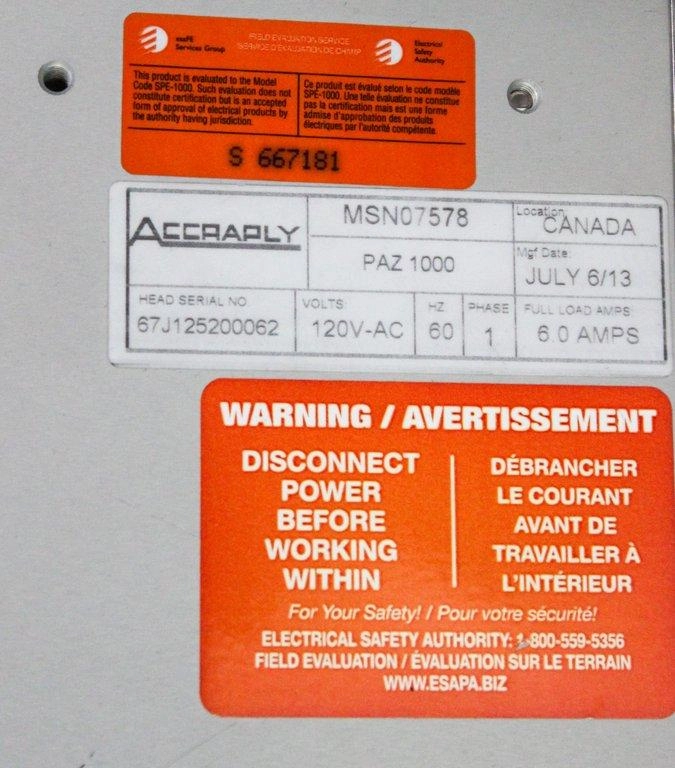 esaFE
Services Group
FIELD EVALUATION SERVICE
SERVICE D'ÉVALUATION DE CHAMP
Electrical
Safety
Authority
This product is evaluated to the Model
Code SPE-1000. Such evaluation does not
constitute certification but is an accepted
form of approval of electrical products by
the authority having jurisdiction.
Ce produit est évalué selon le code modèle
SPE-1000. Une telle évaluation ne constitue
pas la certification mais est une forme
admise d'approbation des produits
électriques par l'autorité compétente.
S 667181
ACCRAPLY
MSN07578
Location
CANADA
PAZ 1000
Mgf Date:
JULY 6/13
HEAD SERIAL NO.
67J125200062
VOLTS:
120V-AC
HZ
60
PHASE
1
FULL LOAD AMPS:
6.0 AMPS
WARNING / AVERTISSEMENT
DISCONNECT
POWER
BEFORE
WORKING
WITHIN
DÉBRANCHER
LE COURANT
AVANT DE
TRAVAILLER À
L'INTÉRIEUR
For Your Safety! / Pour votre sécurité!
ELECTRICAL SAFETY AUTHORITY: 1-800-559-5356
FIELD EVALUATION / ÉVALUATION SUR LE TERRAIN
WWW.ESAPA.BIZ